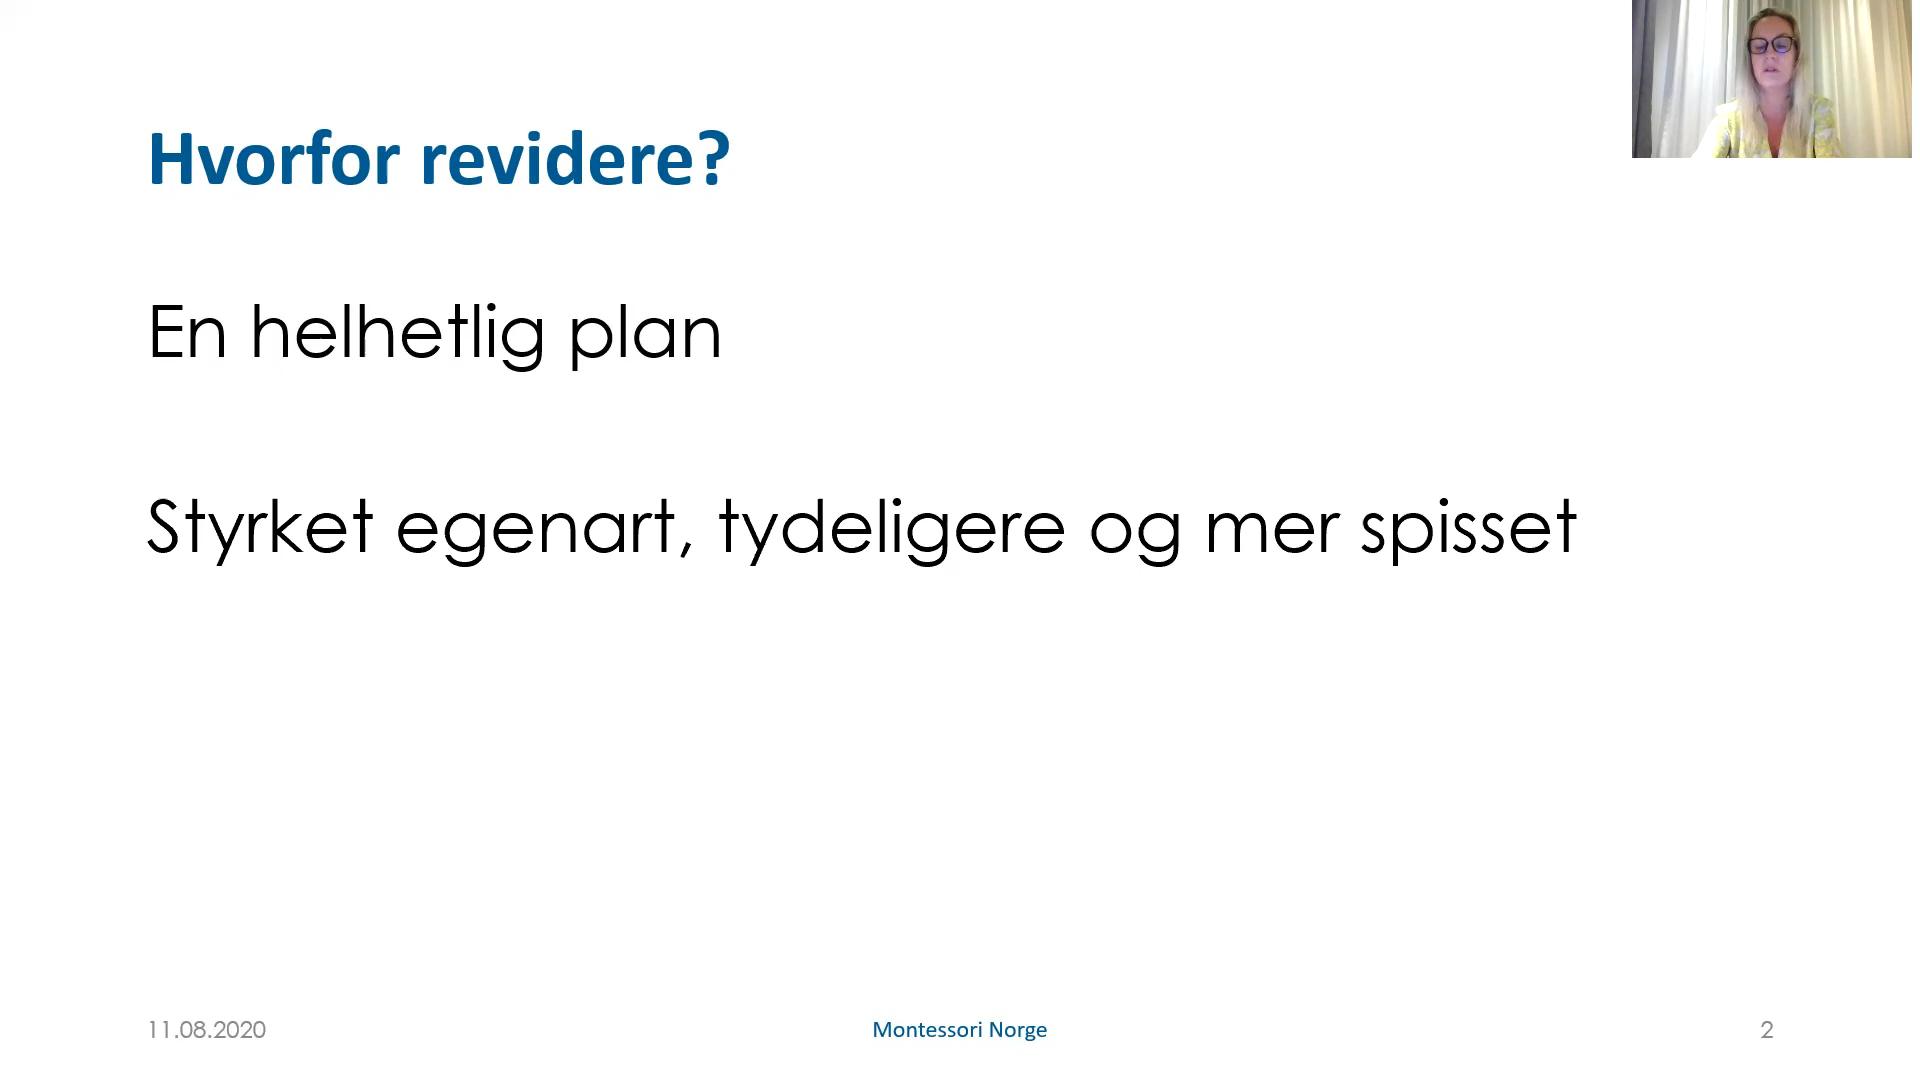 Hvorfor revidere?
En helhetlig plan
Styrket egenart, tydeligere og mer spisset
11.08.2020
Montessori Norge
2